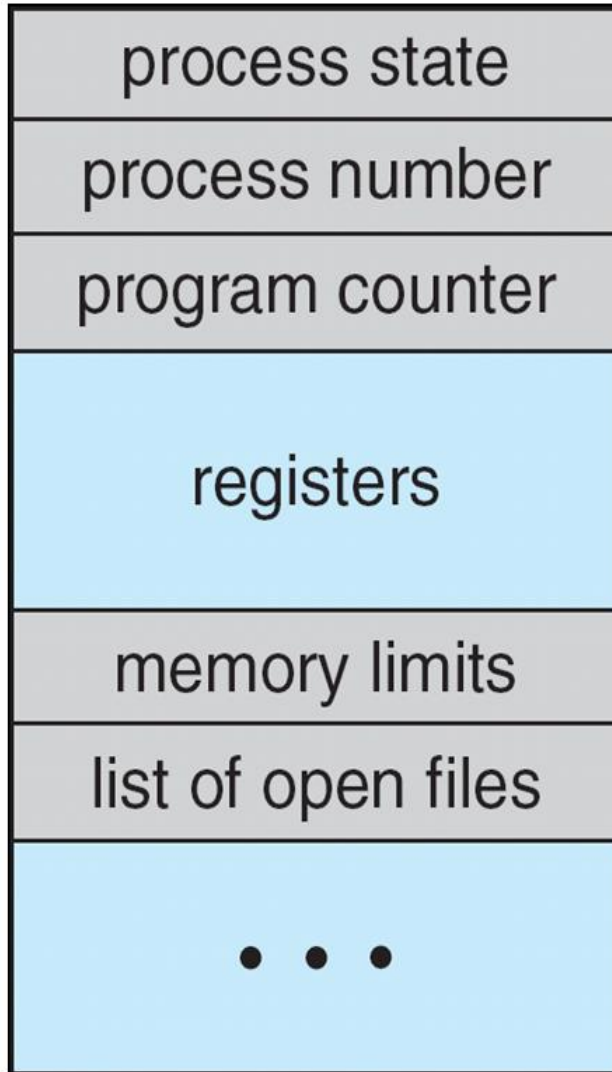 process state
process number
program counter
registers
memory limits
list of open files
• • •